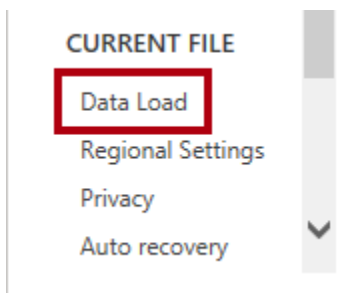 CURRENT FILE
Data Load
Regional Settings
Privacy
Auto recovery